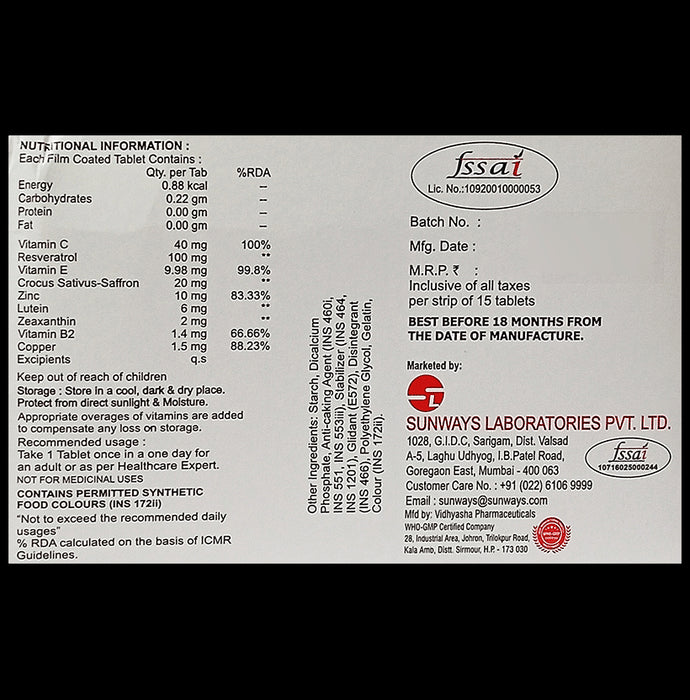 NUTRITIONAL INFORMATION :
Each Film Coated Tablet Contains :
Qty. per Tab %RDA
Energy 0.88 kcal –
Carbohydrates 0.22 gm –
Protein 0.00 gm –
Fat 0.00 gm –
Vitamin C 40 mg 100%
Resveratrol 100 mg **
Vitamin E 9.98 mg 99.8%
Crocus Sativus-Saffron 20 mg **
Zinc 10 mg 83.33%
Lutein 6 mg **
Zeaxanthin 2 mg **
Vitamin B2 1.4 mg 66.66%
Copper 1.5 mg 88.23%
Excipients q.s
Keep out of reach of children
Storage : Store in a cool, dark & dry place.
Protect from direct sunlight & Moisture.
Appropriate overages of vitamins are added
to compensate any loss on storage.
Recommended usage :
Take 1 Tablet once in a one day for
an adult or as per Healthcare Expert.
NOT FOR MEDICINAL USES
CONTAINS PERMITTED SYNTHETIC
FOOD COLOURS (INS 172ii)
"Not to exceed the recommended daily
usages"
% RDA calculated on the basis of ICMR
Guidelines.
Other Ingredients: Starch, Dicalcium
Phosphate, Anti-caking Agent (INS 460i,
INS 551, INS 553iii), Stabilizer (INS 464,
INS 1201), Glidant (E572), Disintegrant
(INS 466), Polyethylene Glycol, Gelatin,
Colour (INS 172ii).
fssai
Lic. No.:10920010000053
Batch No. :
Mfg. Date :
M.R.P. ₹ :
Inclusive of all taxes
per strip of 15 tablets
BEST BEFORE 18 MONTHS FROM
THE DATE OF MANUFACTURE.
Marketed by:
SL
SUNWAYS LABORATORIES PVT. LTD.
1028, G.I.D.C, Sarigam, Dist. Valsad
A-5, Laghu Udhyog, I.B.Patel Road,
Goregaon East, Mumbai - 400 063
fssai
10716025000244
Customer Care No. : +91 (022) 6106 9999
Email : sunways@sunways.com
Mfd by: Vidhyasha Pharmaceuticals
WHO-GMP Certified Company
28, Industrial Area, Johron, Trilokpur Road,
Kala Amb, Distt. Sirmour, H.P. - 173 030
WHO-GMP